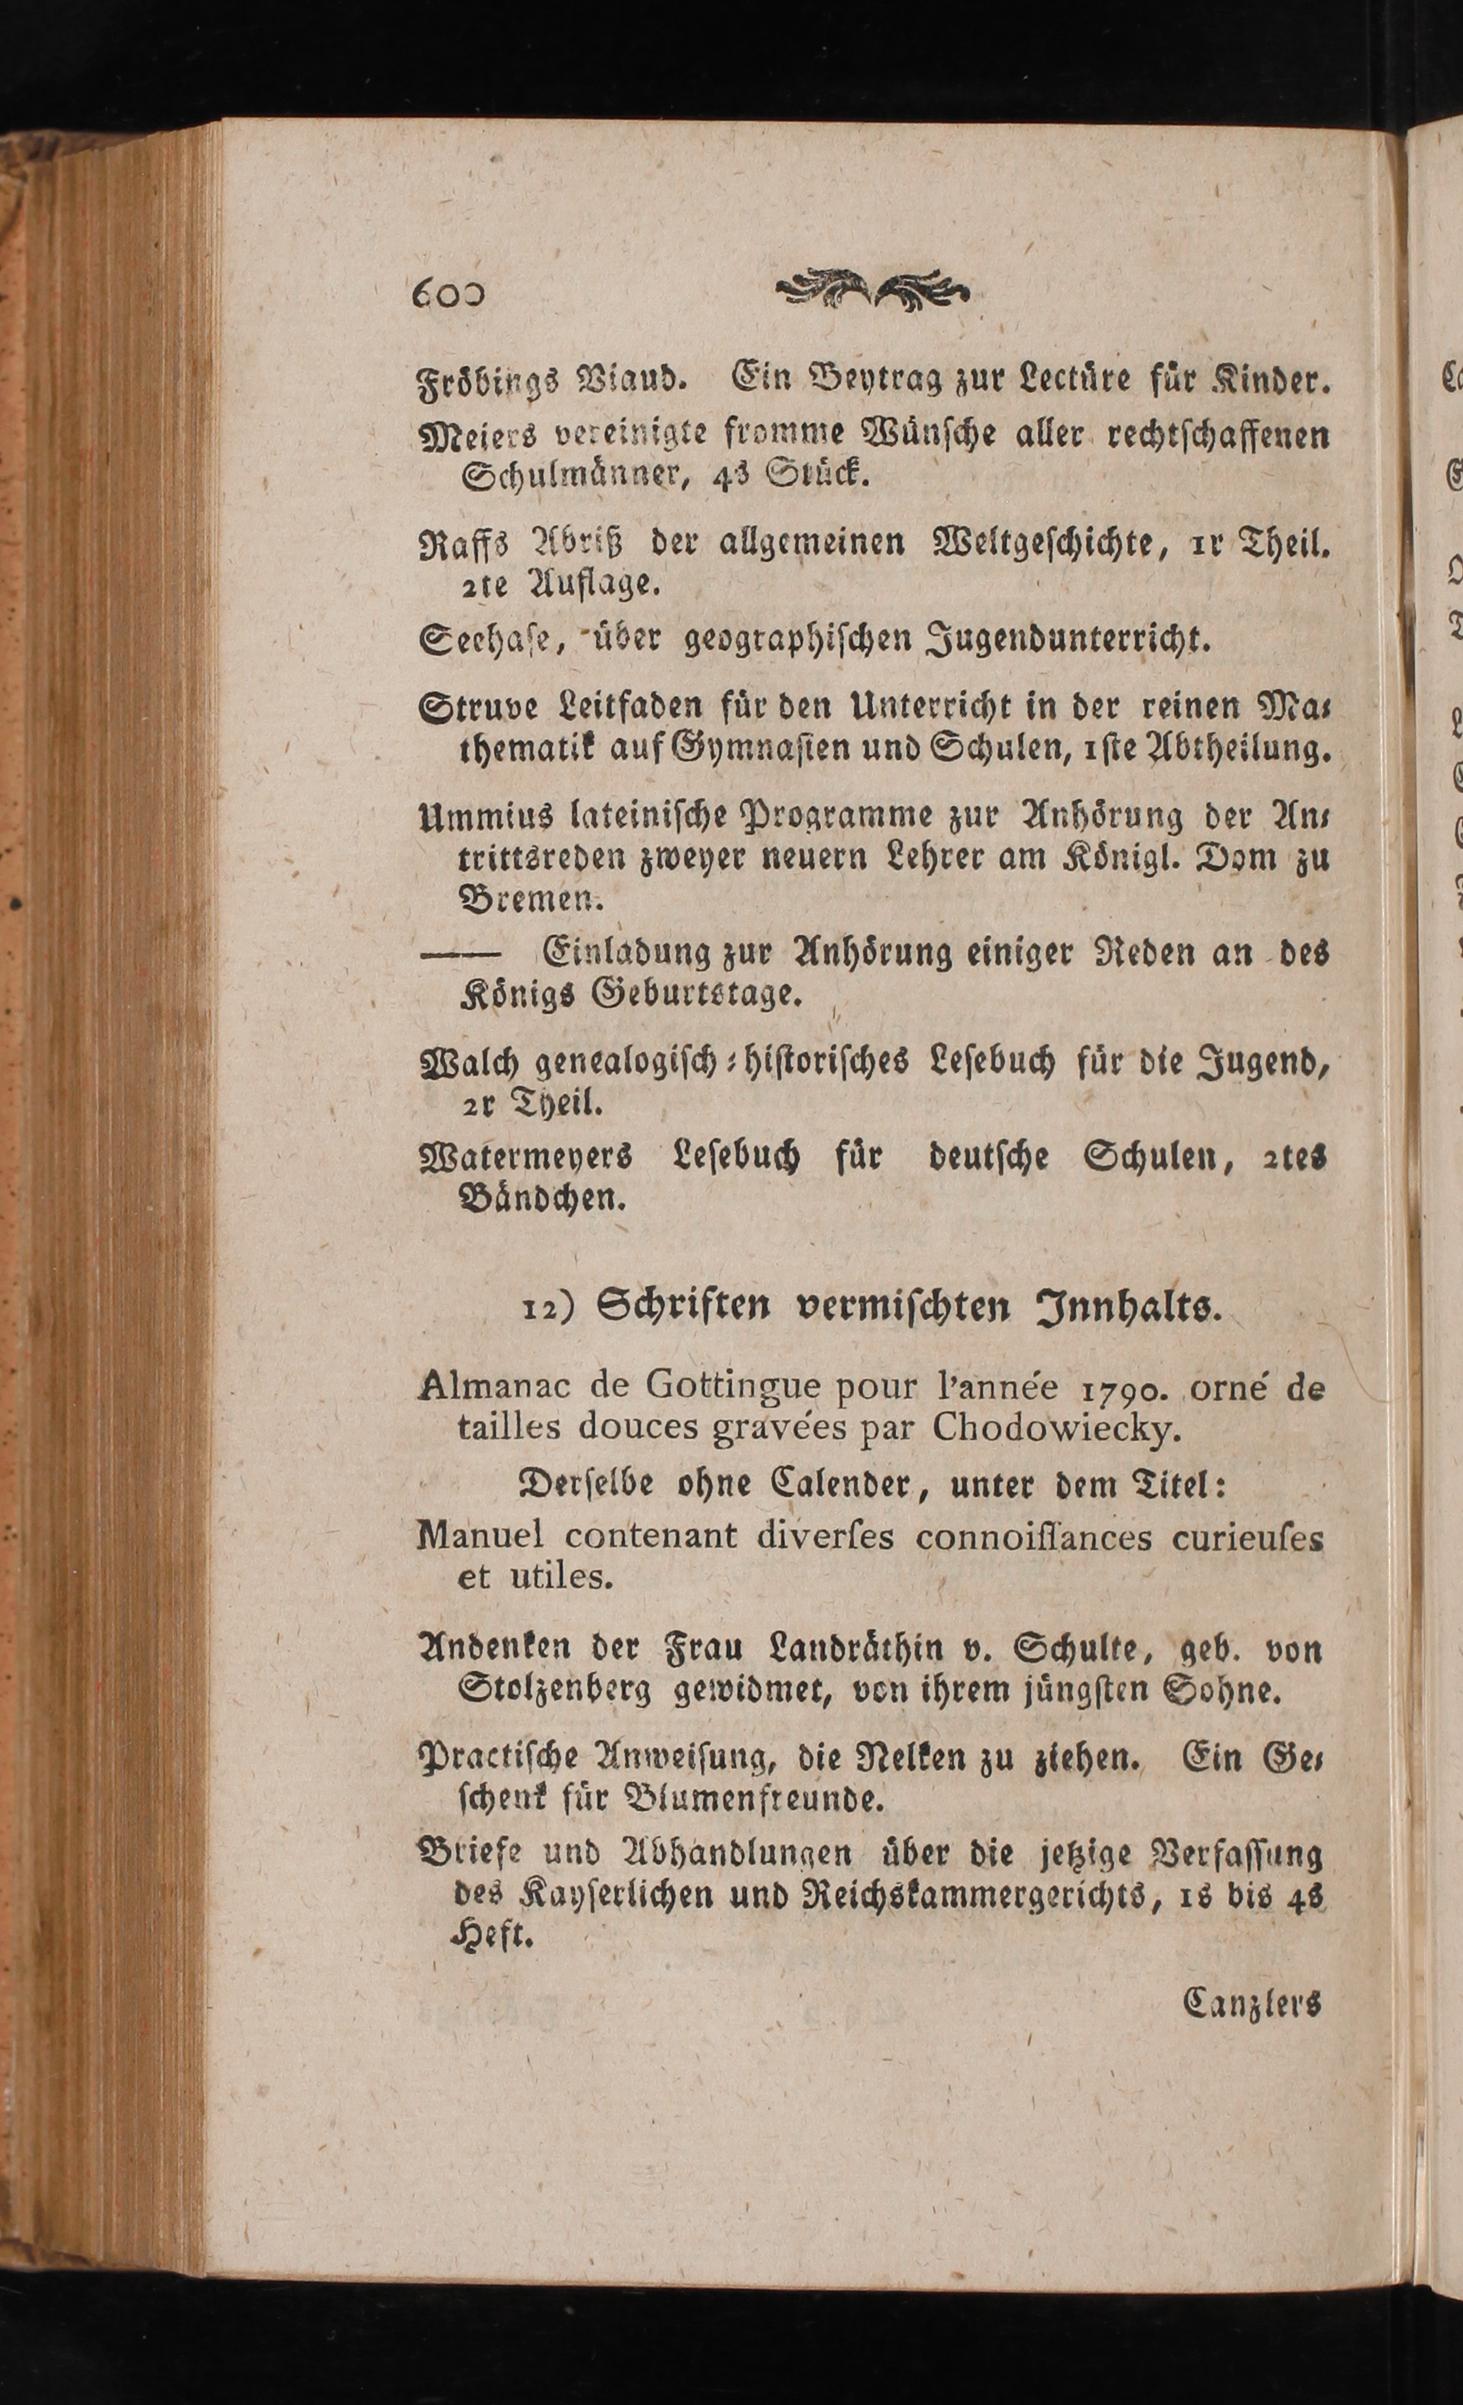 600
Fröbings Viaud. Ein Beytrag zur Lectüre für Kinder.
Meiers vereinigte fromme Wünſche aller rechtſchaffenen
Schulmänner, 4s Stück.
Raffs Abriß der allgemeinen Weltgeſchichte, 1r Theil.
2te Auflage.
Seehaſe, über geographiſchen Jugendunterricht.
Struve Leitfaden für den Unterricht in der reinen Ma⸗
thematik auf Gymnaſien und Schulen, 1ſte Abtheilung.
Ummius lateiniſche Programme zur Anhörung der An⸗
trittsreden zweyer neuern Lehrer am Königl. Dom zu
Bremen.
—— Einladung zur Anhörung einiger Reden an des
Königs Geburtstage.
Walch genealogiſch⸗hiſtoriſches Leſebuch für die Jugend,
2r Theil.
Watermeyers Leſebuch für deutſche Schulen, 2tes
Bändchen.
12) Schriften vermiſchten Innhalts.
Almanac de Gottingue pour l'année 1790. orné de
tailles douces gravées par Chodowiecky.
Derſelbe ohne Calender, unter dem Titel:
Manuel contenant diverſes connoiſſances curieuſes
et utiles.
Andenken der Frau Landräthin v. Schulte, geb. von
Stolzenberg gewidmet, von ihrem jüngſten Sohne.
Practiſche Anweiſung, die Nelken zu ziehen. Ein Ge⸗
ſchenk für Blumenfreunde.
Briefe und Abhandlungen über die jetzige Verfaſſung
des Kayſerlichen und Reichskammergerichts, 1s bis 4s
Heft.
Canzlers